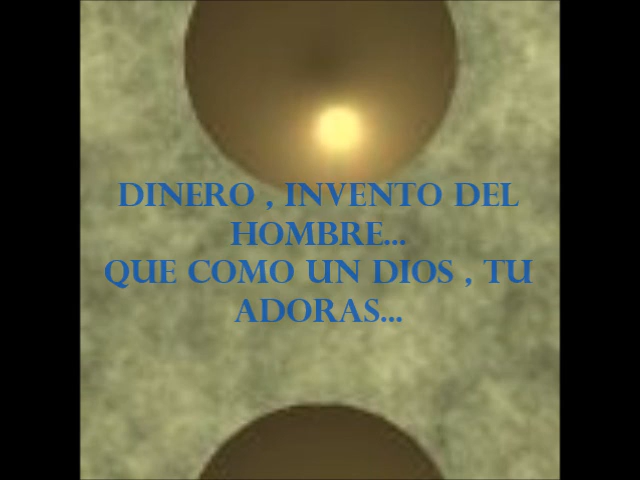 DINERO , INVENTO DEL
HOMBRE...
QUE COMO UN DIOS , TU
ADORAS...